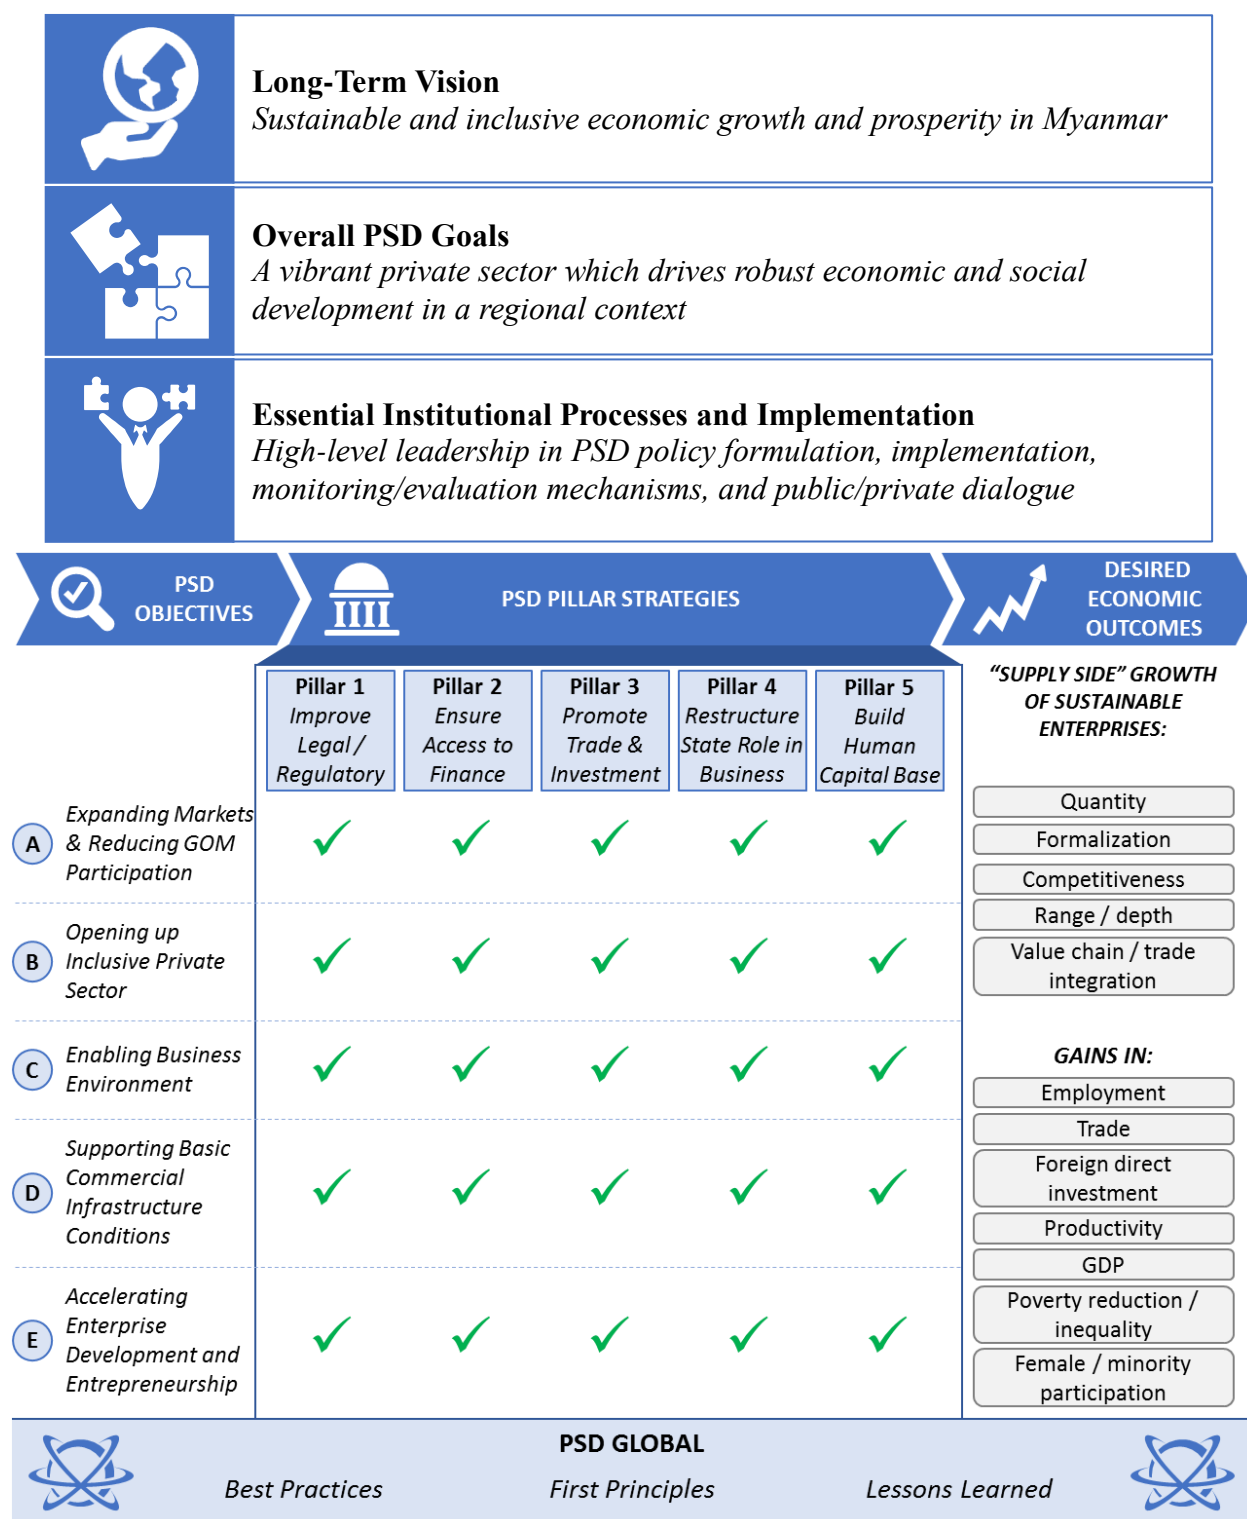 Long-Term Vision
Sustainable and inclusive economic growth and prosperity in Myanmar
Overall PSD Goals
A vibrant private sector which drives robust economic and social
development in a regional context
Essential Institutional Processes and Implementation
High-level leadership in PSD policy formulation, implementation,
monitoring/evaluation mechanisms, and public/private dialogue
PSD
OBJECTIVES
PSD PILLAR STRATEGIES
DESIRED
ECONOMIC
OUTCOMES
Pillar 1
Improve
Legal /
Regulatory
Pillar 2
Ensure
Access to
Finance
Pillar 3
Promote
Trade &
Investment
Pillar 4
Restructure
State Role in
Business
Pillar 5
Build
Human
Capital Base
A
Expanding Markets
& Reducing GOM
Participation
B
Opening up
Inclusive Private
Sector
C
Enabling Business
Environment
D
Supporting Basic
Commercial
Infrastructure
Conditions
E
Accelerating
Enterprise
Development and
Entrepreneurship
“SUPPLY SIDE” GROWTH
OF SUSTAINABLE
ENTERPRISES:
Quantity
Formalization
Competitiveness
Range / depth
Value chain / trade
integration
GAINS IN:
Employment
Trade
Foreign direct
investment
Productivity
GDP
Poverty reduction /
inequality
Female / minority
participation
PSD GLOBAL
Best Practices
First Principles
Lessons Learned